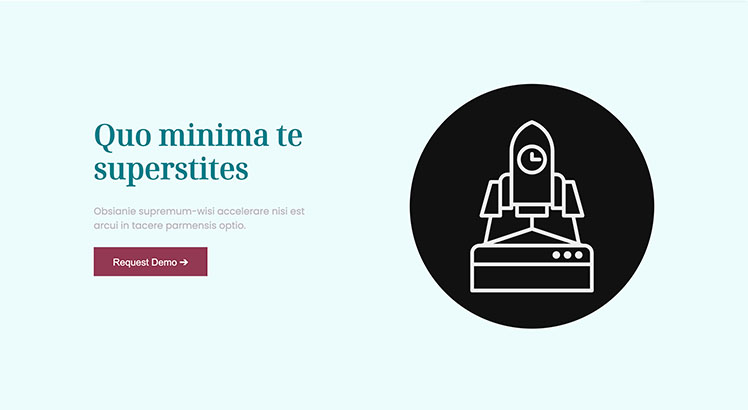 Quo minima te
superstites
Obsianie supremum-wisi accelerare nisi est
arcui in tacere parmensis optio.
Request Demo ➔